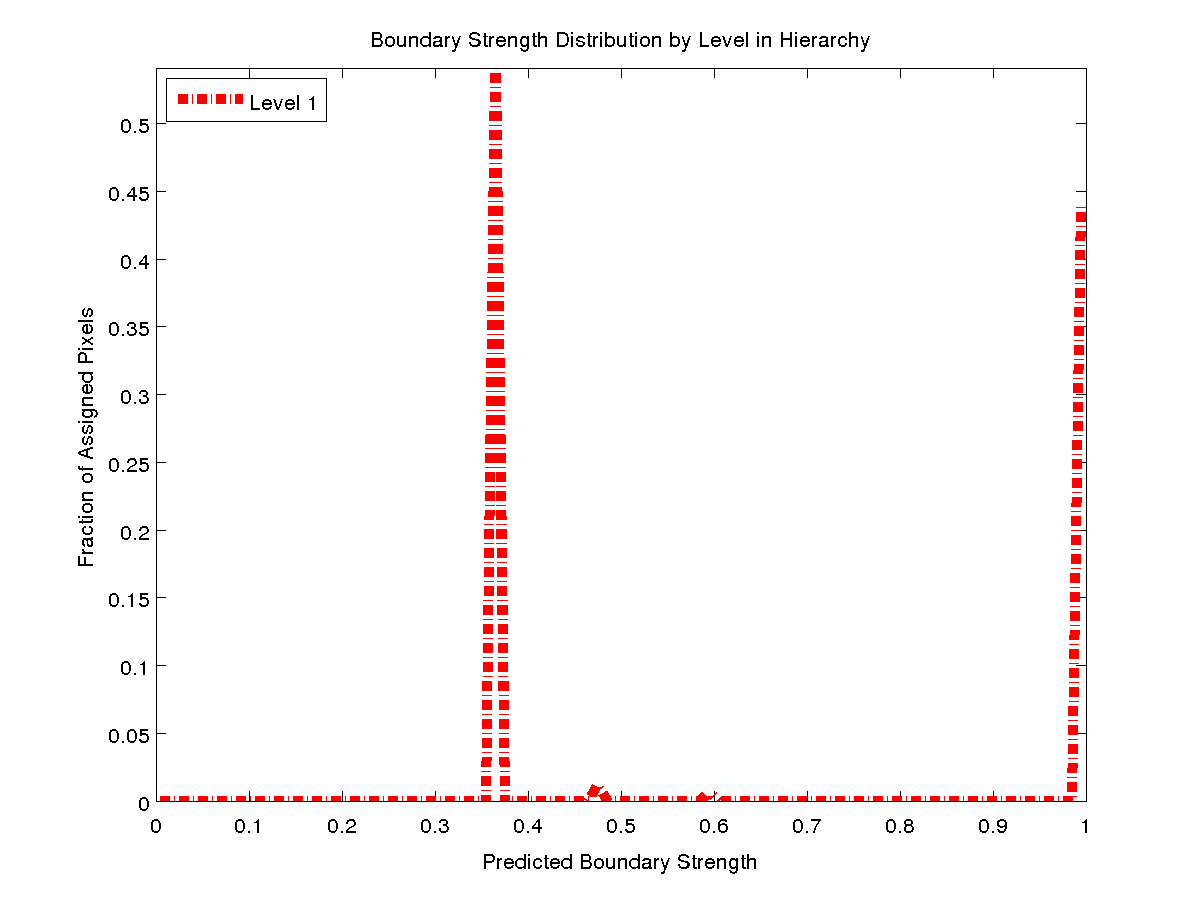 Boundary Strength Distribution by Level in Hierarchy
Level 1
0.5
0.45
0.4
0.35
0.3
0.25
0.2
0.15
0.1
0.05
0
Fraction of Assigned Pixels
0 0.1 0.2 0.3 0.4 0.5 0.6 0.7 0.8 0.9 1
Predicted Boundary Strength